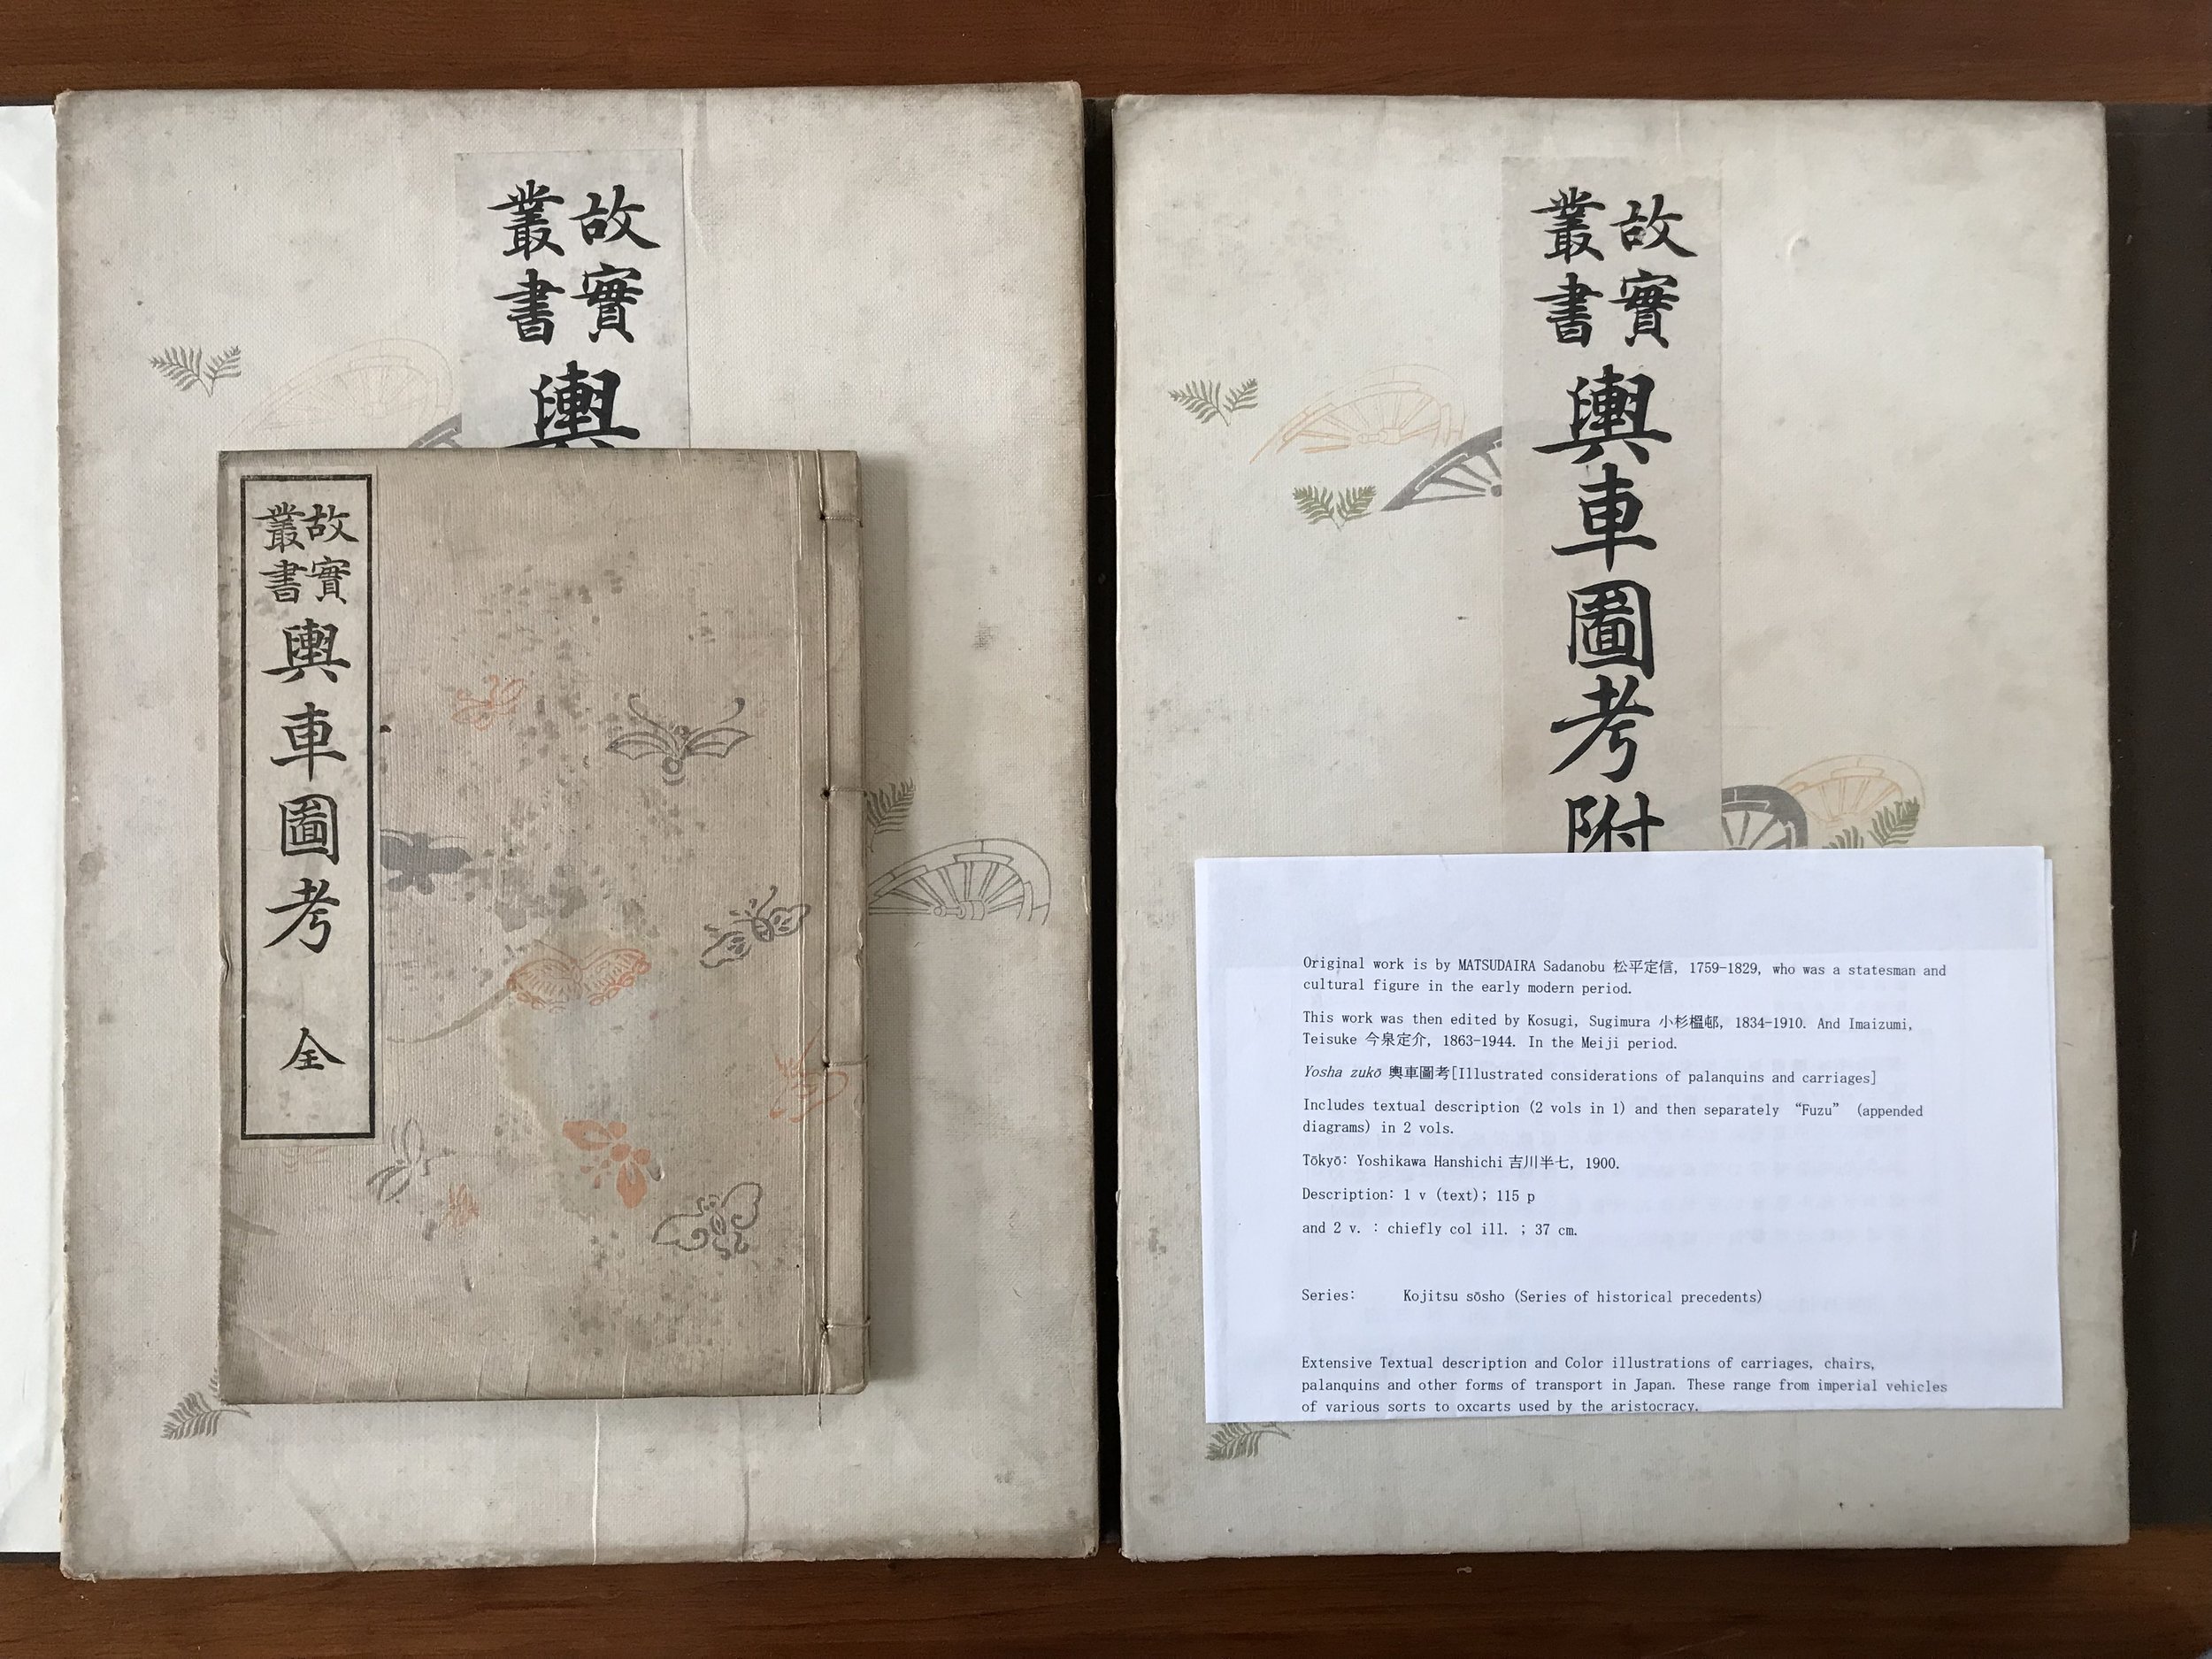 故實
叢書
輿
故實
叢書
輿車圖考
全
故實
叢書
輿車圖考附
Original work is by MATSUDAIRA Sadanobu 松平定信, 1759-1829, who was a statesman and
cultural figure in the early modern period.
This work was then edited by Kosugi, Sugimura 小杉榲邨, 1834-1910. And Imaizumi,
Teisuke 今泉定介, 1863-1944. In the Meiji period.
Yosha zukō 輿車圖考[Illustrated considerations of palanquins and carriages]
Includes textual description (2 vols in 1) and then separately “Fuzu” (appended
diagrams) in 2 vols.
Tōkyō: Yoshikawa Hanshichi 吉川半七, 1900.
Description: 1 v (text); 115 p
and 2 v. : chiefly col ill. ; 37 cm.
Series: Kojitsu sōsho (Series of historical precedents)
Extensive Textual description and Color illustrations of carriages, chairs,
palanquins and other forms of transport in Japan. These range from imperial vehicles
of various sorts to oxcarts used by the aristocracy.